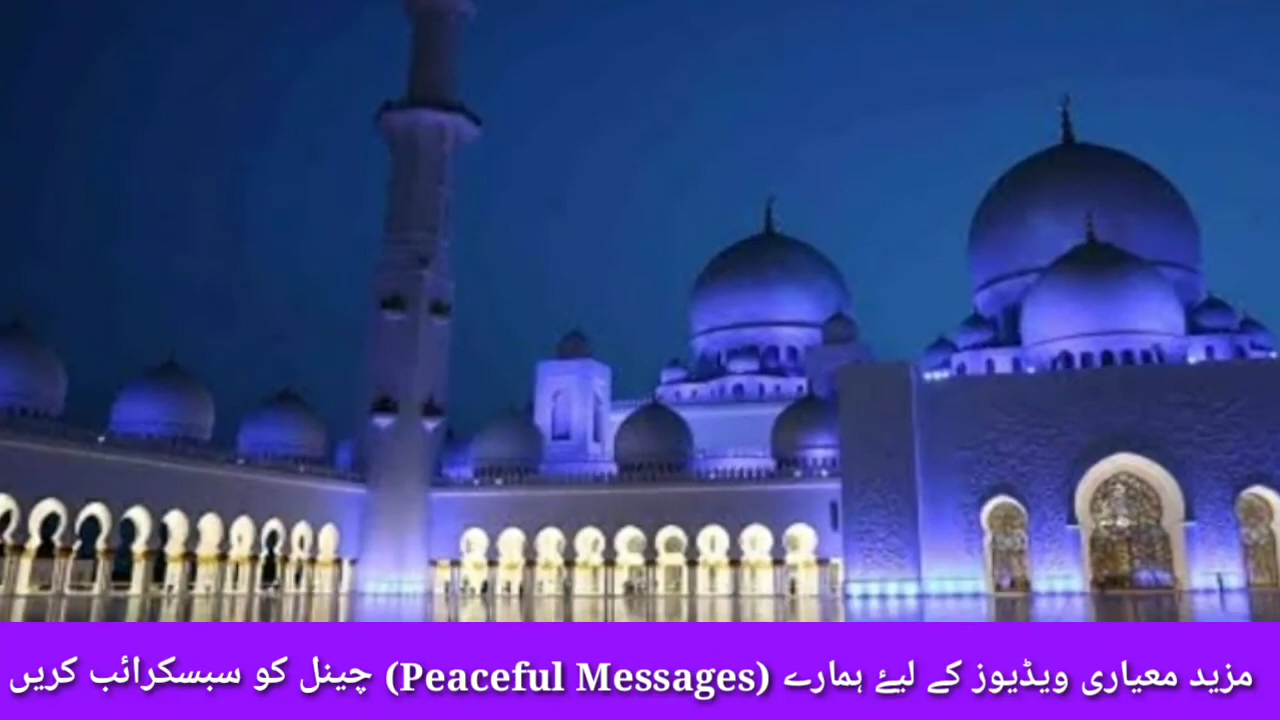 مزید معیاری ویڈیوز کے لیۓ ہمارے (Peaceful Messages) چینل کو سبسکرائب کریں